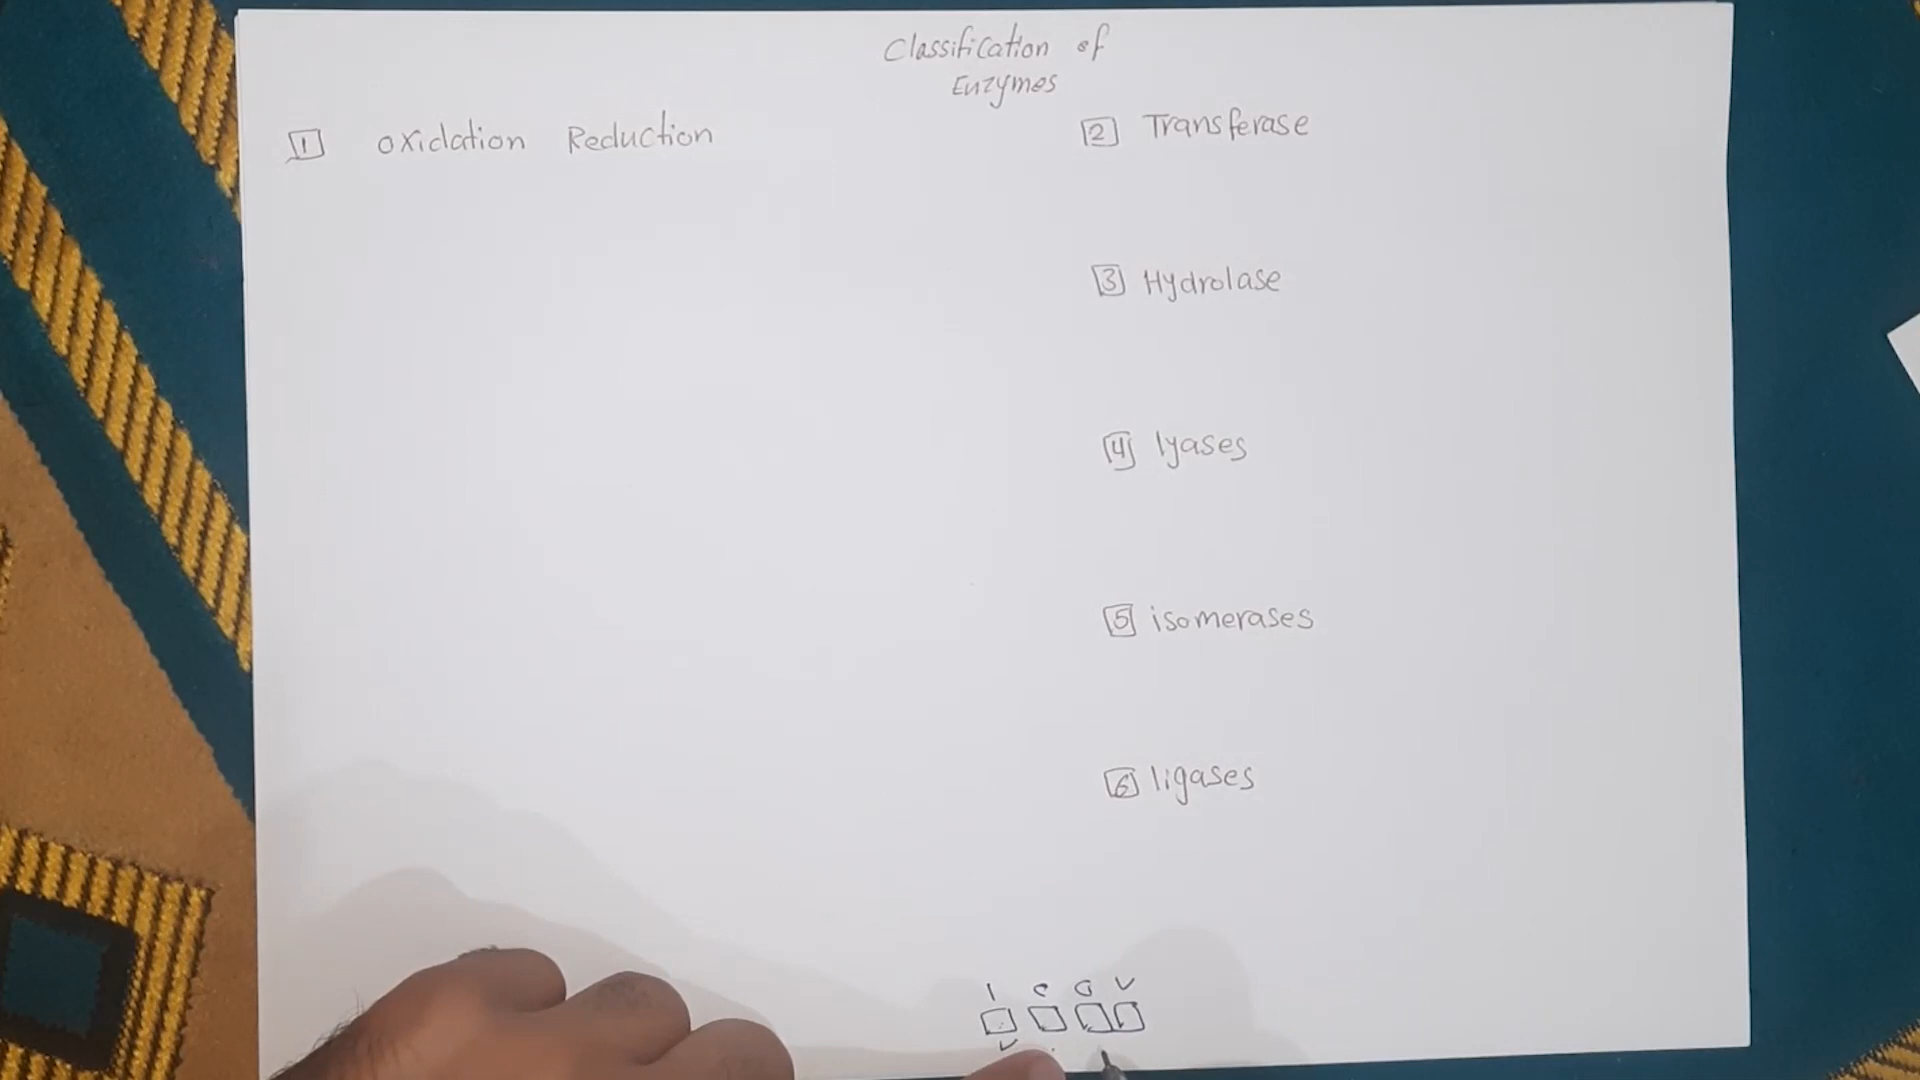 Classification of
Enzymes
1 oxidation Reduction
2 Transferase
3 Hydrolase
4 lyases
5 isomerases
6 ligases